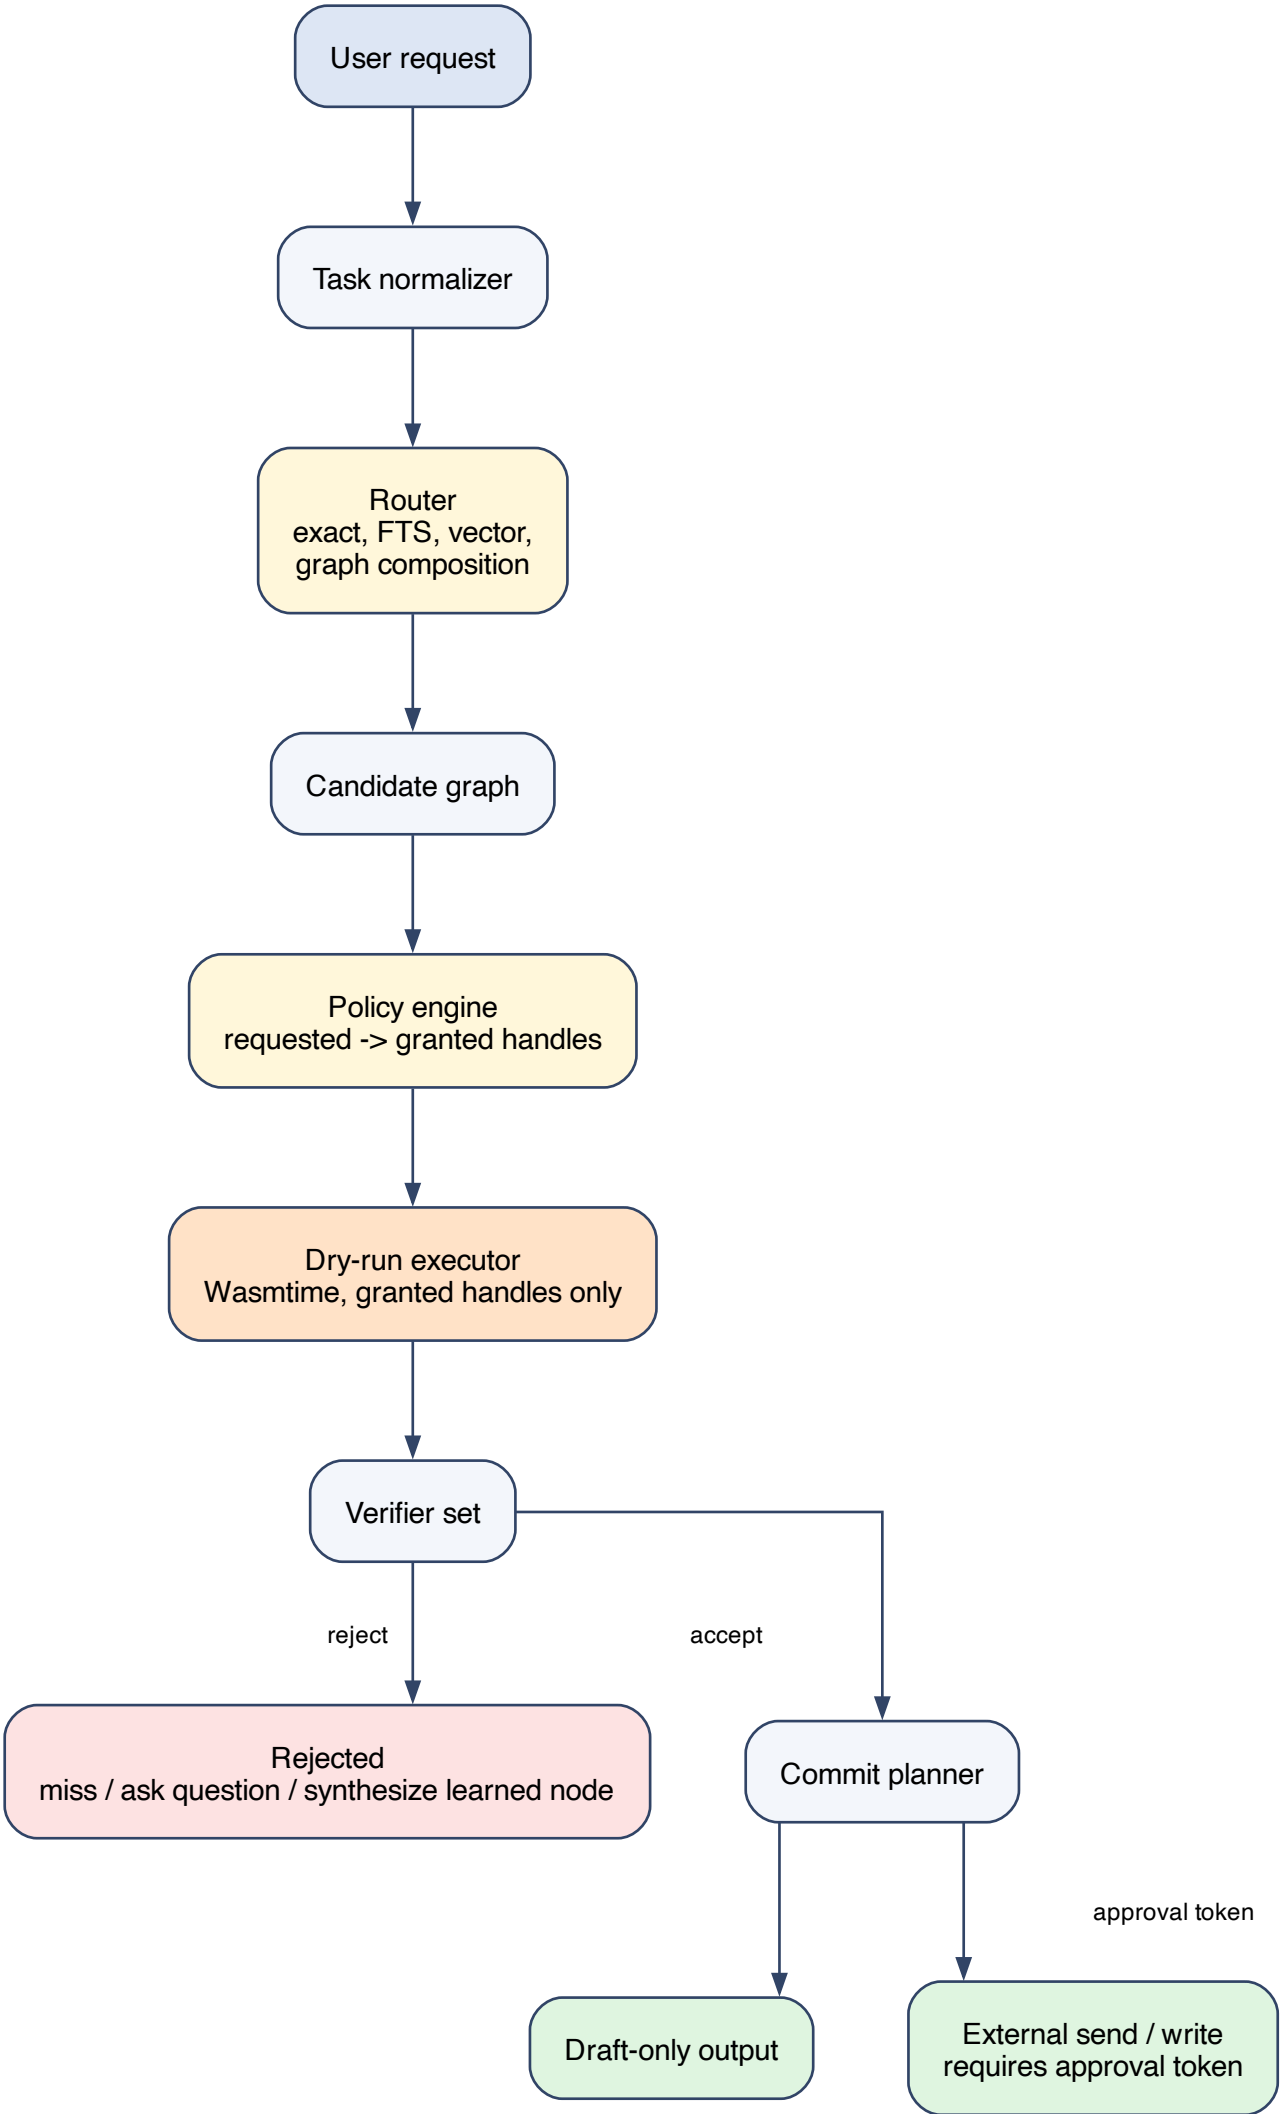 User request
Task normalizer
Router
exact, FTS, vector,
graph composition
Candidate graph
Policy engine
requested -> granted handles
Dry-run executor
Wasmtime, granted handles only
Verifier set
reject
accept
Rejected
miss / ask question / synthesize learned node
Commit planner
approval token
Draft-only output
External send / write
requires approval token